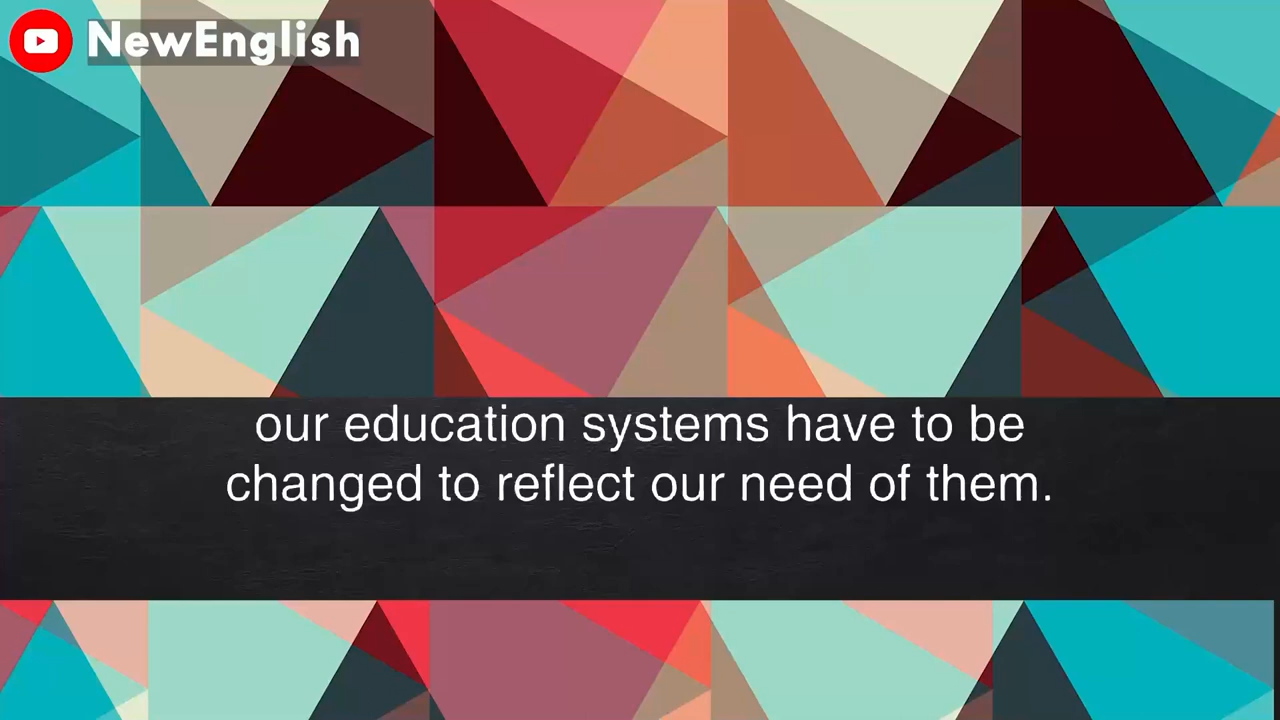 NewEnglish
our education systems have to be
changed to reflect our need of them.